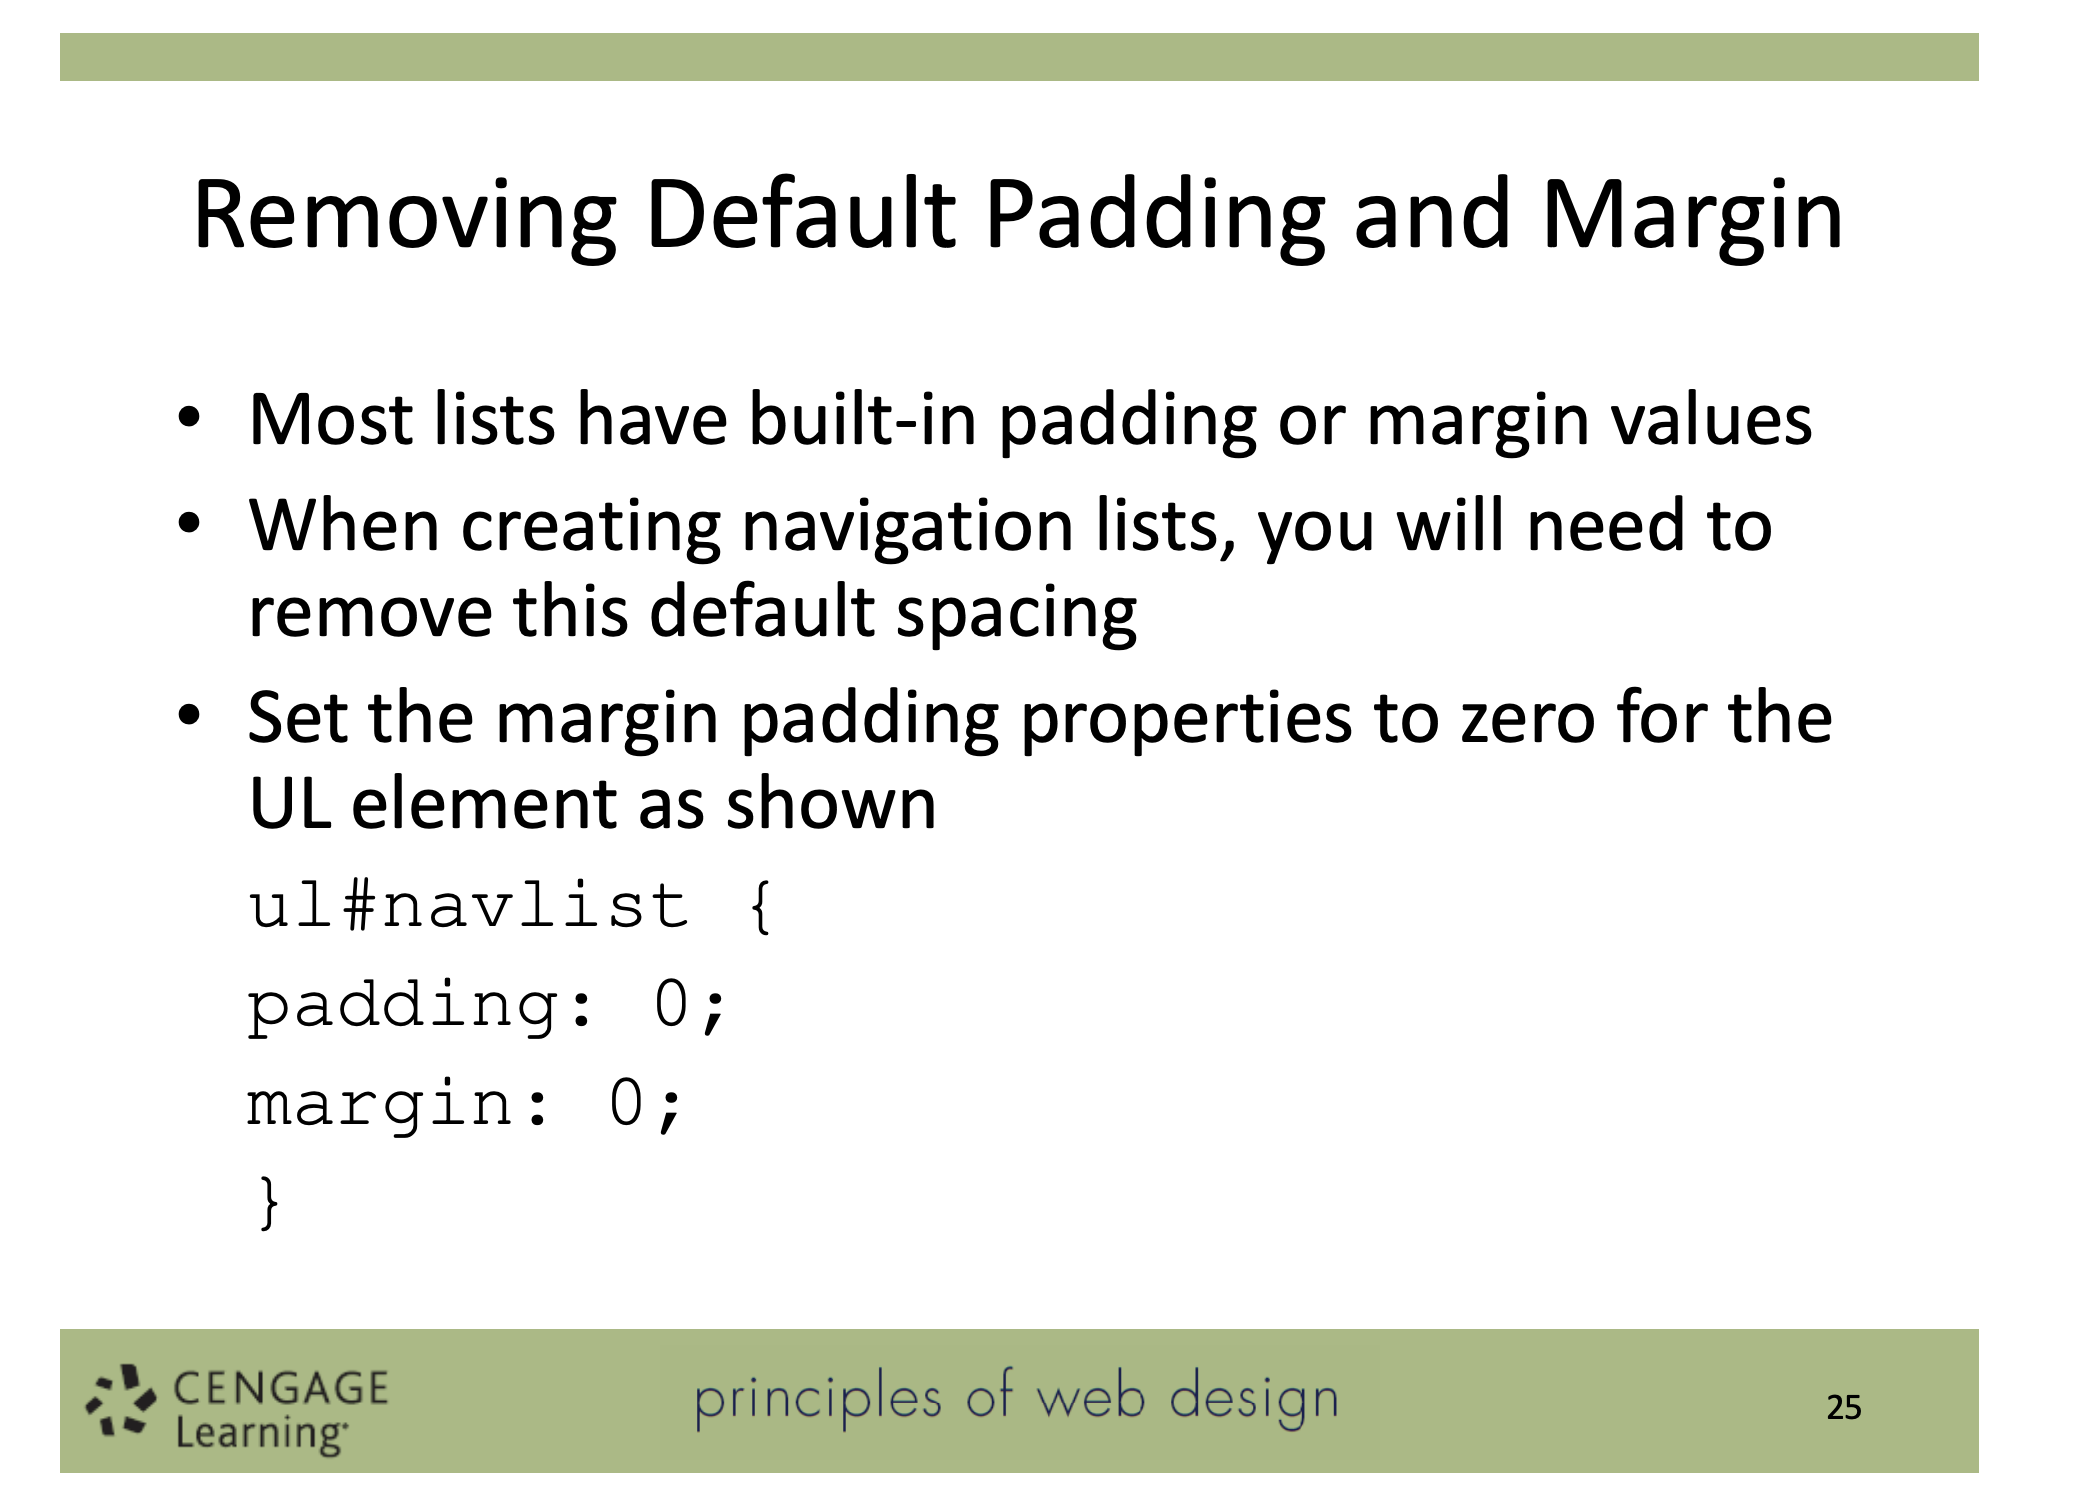 Removing Default Padding and Margin
• Most lists have built-in padding or margin values
• When creating navigation lists, you will need to
remove this default spacing
• Set the margin padding properties to zero for the
UL element as shown
ul#navlist {
padding: 0;
margin: 0;
}
CENGAGE
Learning
principles of web design
25